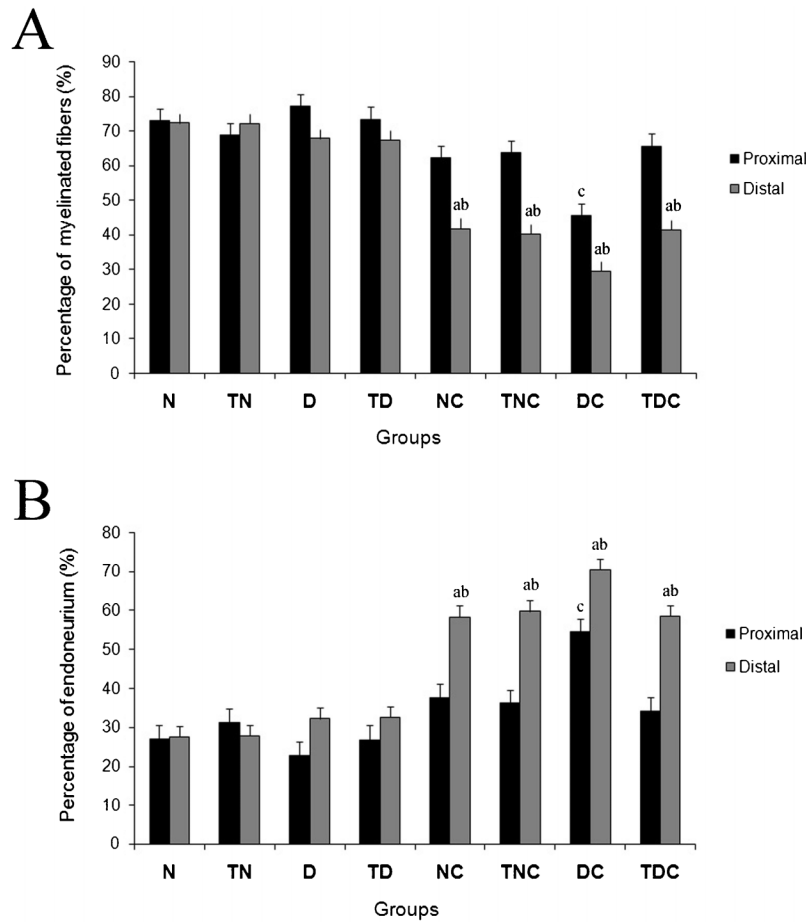 A
Percentage of myelinated fibers (%)
90
80
70
60
50
40
30
20
10
0
ab
ab
c
ab
ab
Proximal
Distal
N TN D TD NC TNC DC TDC
Groups
B
Percentage of endoneurium (%)
80
70
60
50
40
30
20
10
0
ab
ab
c
ab
ab
Proximal
Distal
N TN D TD NC TNC DC TDC
Groups